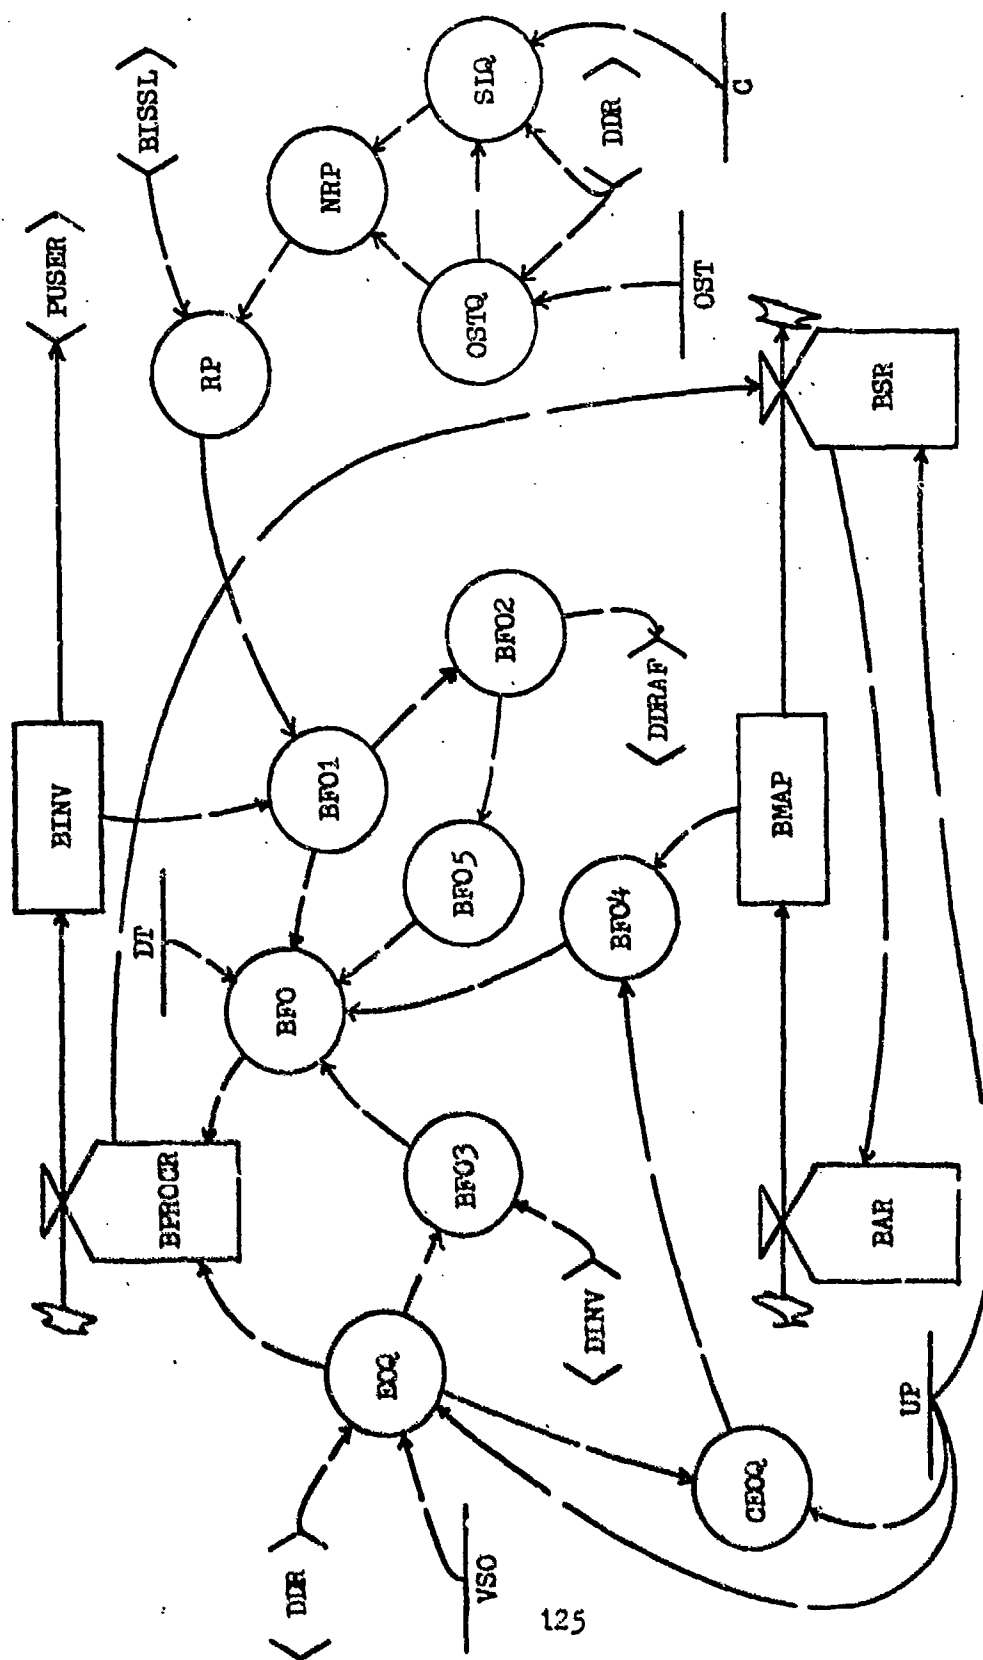 BINV
PUSER
BISSL
DT
RP
NRP
SIQ
BPROCR
BFO
BFO1
DDR
EOQ
BFO3
BFO5
BFO2
OSTQ
DDR
VSO
DINV
BFO4
DDRAF
OST
C
CEOQ
UP
BAR
BMAP
BSR
125